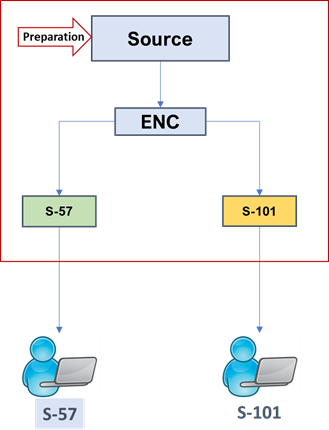 Preparation
Source
ENC
S-57
S-101
S-57
S-101